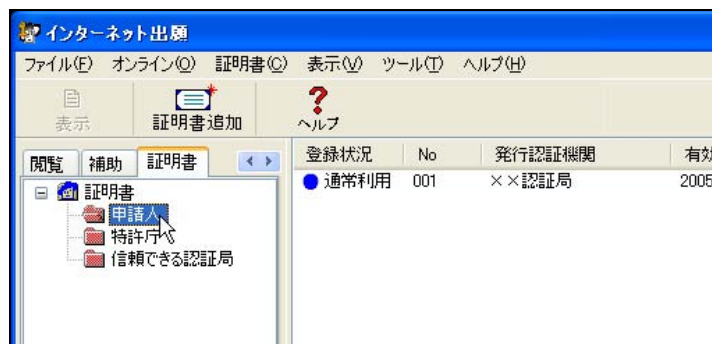 インターネット出願
ファイル(F) オンライン(O) 証明書(C) 表示(V) ツール(T) ヘルプ(H)
表示 証明書追加 ヘルプ
閲覧 補助 証明書
登録状況 No 発行認証機関 有効
通常利用 001 ××認証局 2005
証明書
申請人
特許庁
信頼できる認証局